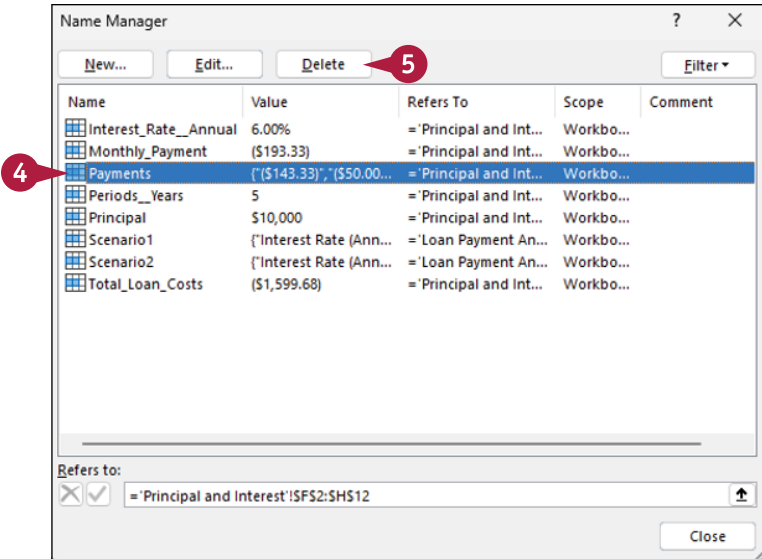 Name Manager ? ×
New... Edit... Delete 5 Filter
Name Value Refers To Scope Comment
Interest_Rate__Annual 6.00% ='Principal and Int... Workbo...
Monthly_Payment ($193.33) ='Principal and Int... Workbo...
4 Payments {"($143.33)","($50.00... ='Principal and Int... Workbo...
Periods__Years 5 ='Principal and Int... Workbo...
Principal $10,000 ='Principal and Int... Workbo...
Scenario1 {"Interest Rate (Ann... ='Loan Payment An... Workbo...
Scenario2 {"Interest Rate (Ann... ='Loan Payment An... Workbo...
Total_Loan_Costs ($1,599.68) ='Principal and Int... Workbo...
Refers to:
='Principal and Interest'!$F$2:$H$12
Close